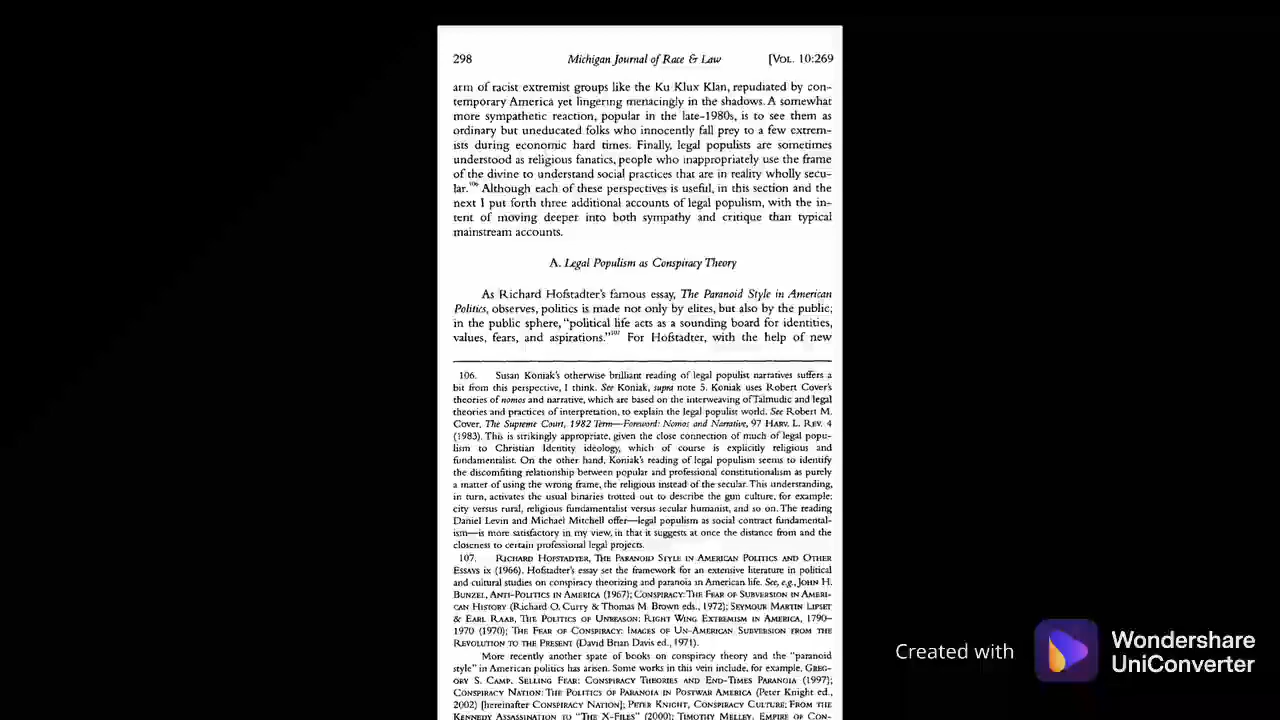 298 Michigan Journal of Race & Law [VOL. 10:269
arm of racist extremist groups like the Ku Klux Klan, repudiated by con-
temporary America yet lingering menacingly in the shadows. A somewhat
more sympathetic reaction, popular in the late-1980s, is to see them as
ordinary but uneducated folks who innocently fall prey to a few extrem-
ists during economic hard times. Finally, legal populists are sometimes
understood as religious fanatics, people who inappropriately use the frame
of the divine to understand social practices that are in reality wholly secu-
lar.106 Although each of these perspectives is useful, in this section and the
next I put forth three additional accounts of legal populism, with the in-
tent of moving deeper into both sympathy and critique than typical
mainstream accounts.
A. Legal Populism as Conspiracy Theory
As Richard Hofstadter's famous essay, The Paranoid Style in American
Politics, observes, politics is made not only by elites, but also by the public;
in the public sphere, "political life acts as a sounding board for identities,
values, fears, and aspirations."107 For Hofstadter, with the help of new
106. Susan Koniak's otherwise brilliant reading of legal populist narratives suffers a
bit from this perspective, I think. See Koniak, supra note 5. Koniak uses Robert Cover's
theories of nomos and narrative, which are based on the interweaving of Talmudic and legal
theories and practices of interpretation, to explain the legal populist world. See Robert M.
Cover, The Supreme Court, 1982 Term—Foreword: Nomos and Narrative, 97 HARV. L. REV. 4
(1983). This is strikingly appropriate, given the close connection of much of legal popu-
lism to Christian Identity ideology, which of course is explicitly religious and
fundamentalist. On the other hand, Koniak's reading of legal populism seems to identify
the discomfiting relationship between popular and professional constitutionalism as purely
a matter of using the wrong frame, the religious instead of the secular. This understanding,
in turn, activates the usual binaries trotted out to describe the gun culture, for example:
city versus rural, religious fundamentalist versus secular humanist, and so on. The reading
Daniel Levin and Michael Mitchell offer—legal populism as social contract fundamental-
ism—is more satisfactory in my view, in that it suggests at once the distance from and the
closeness to certain professional legal projects.
107. RICHARD HOFSTADTER, THE PARANOID STYLE IN AMERICAN POLITICS AND OTHER
ESSAYS ix (1966). Hofstadter's essay set the framework for an extensive literature in political
and cultural studies on conspiracy theorizing and paranoia in American life. See, e.g., JOHN H.
BUNZEL, ANTI-POLITICS IN AMERICA (1967); CONSPIRACY: THE FEAR OF SUBVERSION IN AMERI-
CAN HISTORY (Richard O. Curry & Thomas M. Brown eds., 1972); SEYMOUR MARTIN LIPSET
& EARL RAAB, THE POLITICS OF UNREASON: RIGHT WING EXTREMISM IN AMERICA, 1790–
1970 (1970); THE FEAR OF CONSPIRACY: IMAGES OF UN-AMERICAN SUBVERSION FROM THE
REVOLUTION TO THE PRESENT (David Brian Davis ed., 1971).
More recently another spate of books on conspiracy theory and the "paranoid
style" in American politics has arisen. Some works in this vein include, for example, GREG-
ORY S. CAMP, SELLING FEAR: CONSPIRACY THEORIES AND END-TIMES PARANOIA (1997);
CONSPIRACY NATION: THE POLITICS OF PARANOIA IN POSTWAR AMERICA (Peter Knight ed.,
2002) [hereinafter CONSPIRACY NATION]; PETER KNIGHT, CONSPIRACY CULTURE: FROM THE
KENNEDY ASSASSINATION TO "THE X-FILES" (2000); TIMOTHY MELLEY, EMPIRE OF CON-
Created with
Wondershare
UniConverter